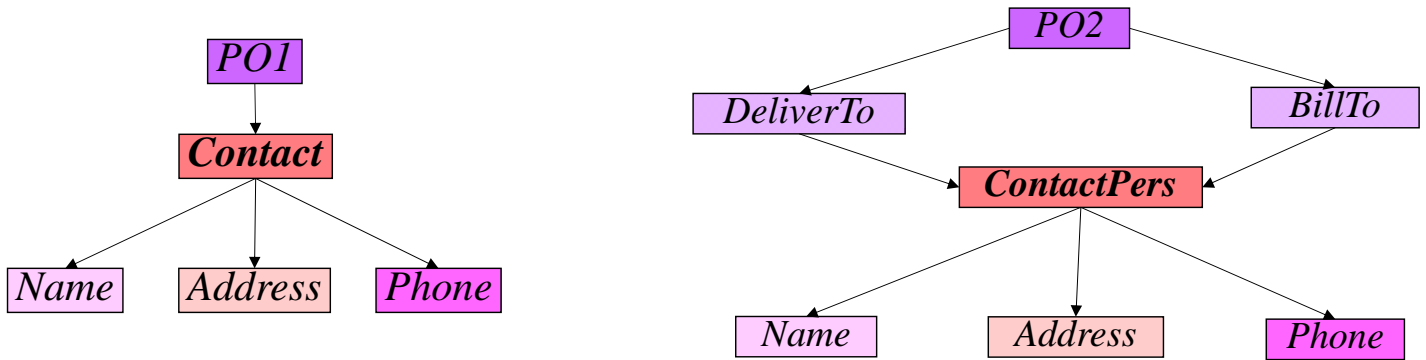 PO1
Contact
Name
Address
Phone
PO2
DeliverTo
BillTo
ContactPers
Name
Address
Phone